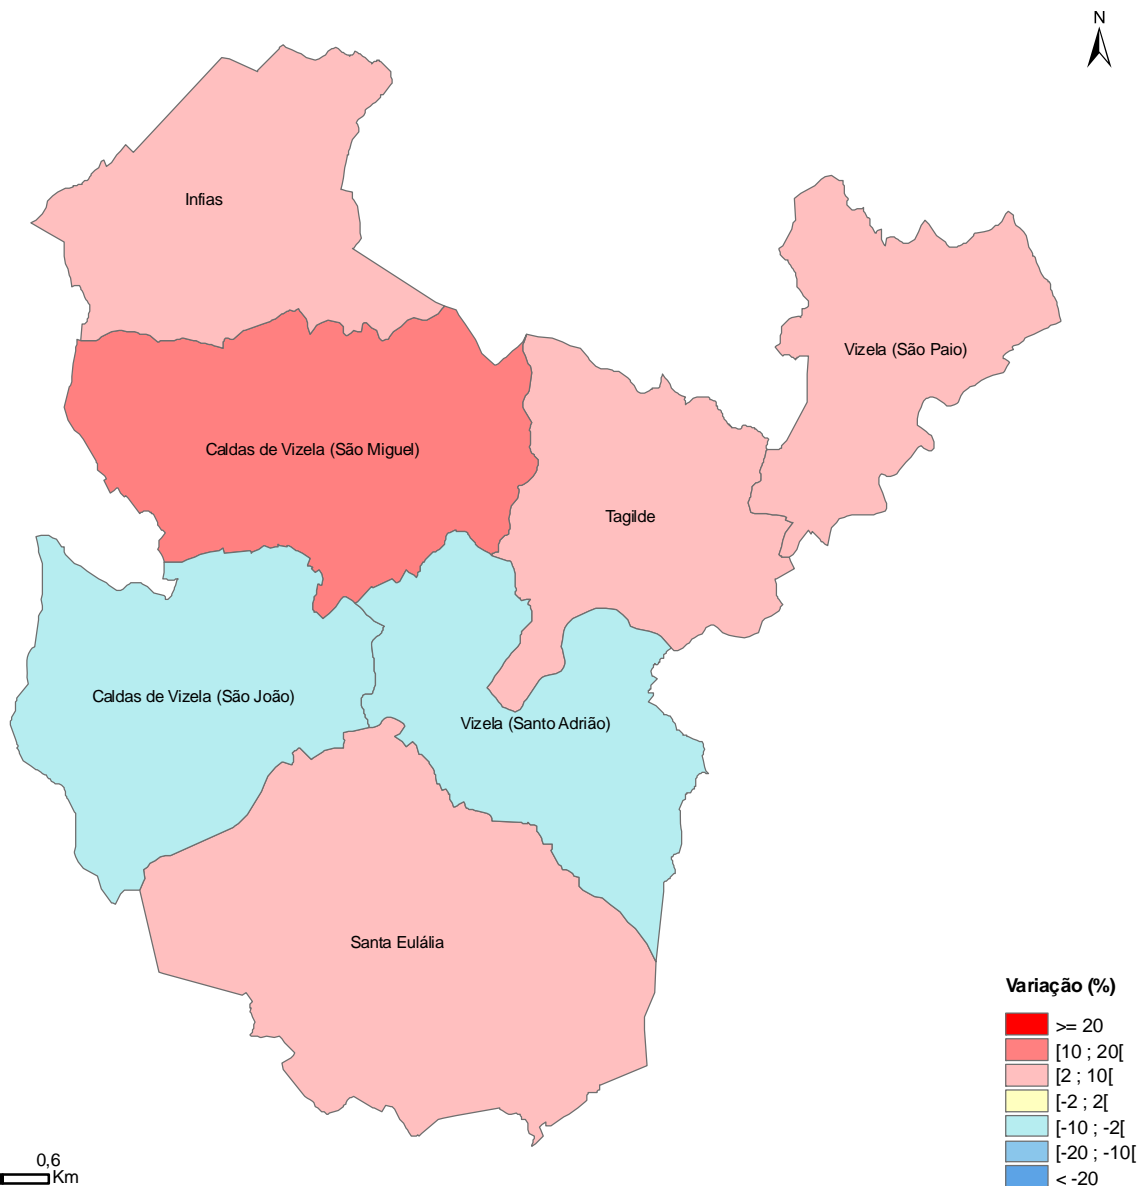 N
Infias
Vizela (São Paio)
Caldas de Vizela (São Miguel)
Tagilde
Caldas de Vizela (São João)
Vizela (Santo Adrião)
Santa Eulália
Variação (%)
>= 20
[10 ; 20[
[2 ; 10[
[-2 ; 2[
[-10 ; -2[
[-20 ; -10[
< -20
0,6
Km